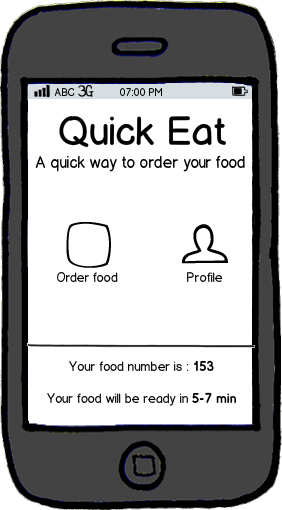 ABC 3G 07:00 PM
Quick Eat
A quick way to order your food
Order food Profile
Your food number is : 153
Your food will be ready in 5-7 min